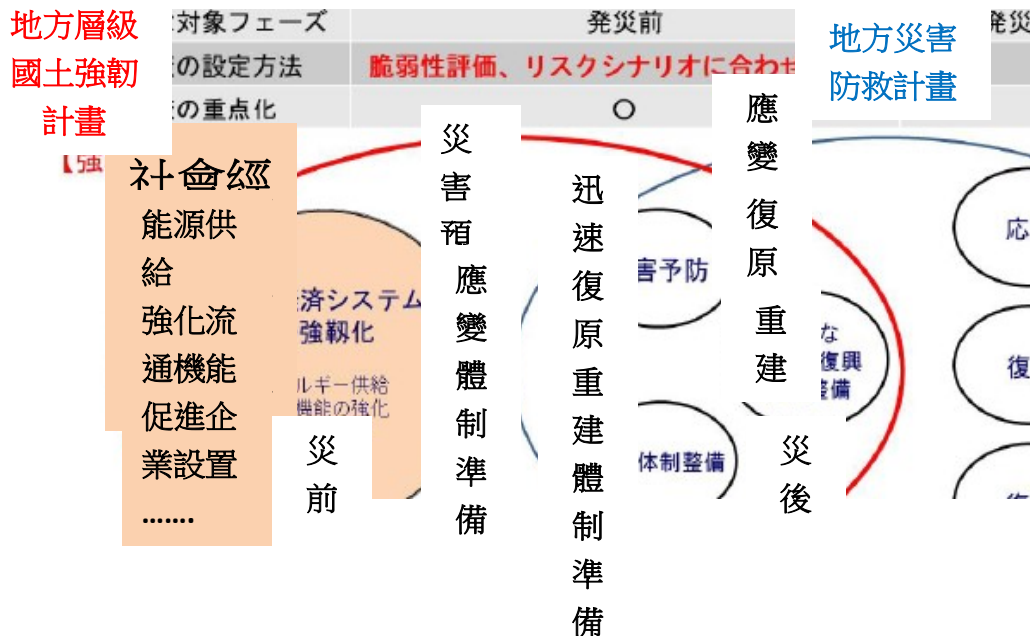 地方層級
國土強韌
計畫
対象フェーズ
発災前
発災
の設定方法
脆弱性評価、リスクシナリオに合わせ
の重点化
〇
地方災害
防救計畫
【強
社會經
能源供
給
強化流
通機能
促進企
業設置
.......
済システム
強靱化
ルギー供給
機能の強化
災前
災害預
應變體制準備
迅速復原重建體制準備
害予防
体制整備
應變
復原
重建
な
復興
整備
災後
応
復